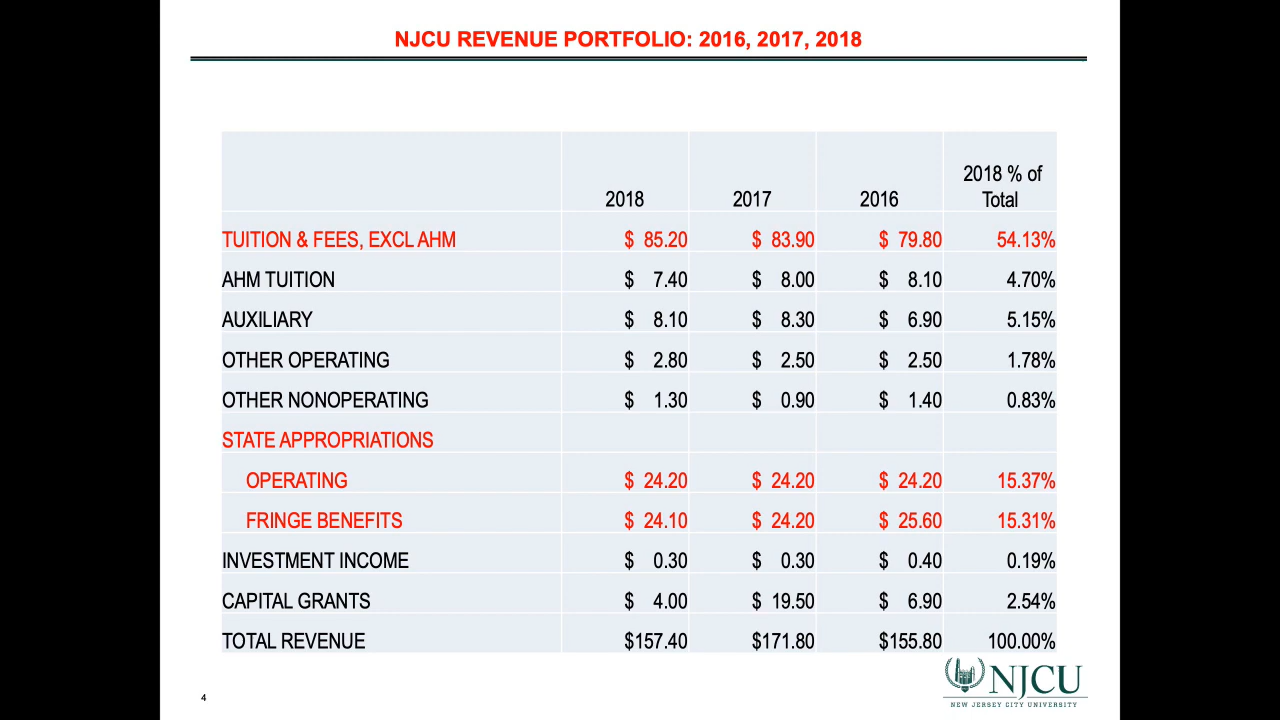 NJCU REVENUE PORTFOLIO: 2016, 2017, 2018
2018 % of
2018 2017 2016 Total
TUITION & FEES, EXCL AHM $ 85.20 $ 83.90 $ 79.80 54.13%
AHM TUITION $ 7.40 $ 8.00 $ 8.10 4.70%
AUXILIARY $ 8.10 $ 8.30 $ 6.90 5.15%
OTHER OPERATING $ 2.80 $ 2.50 $ 2.50 1.78%
OTHER NONOPERATING $ 1.30 $ 0.90 $ 1.40 0.83%
STATE APPROPRIATIONS
OPERATING $ 24.20 $ 24.20 $ 24.20 15.37%
FRINGE BENEFITS $ 24.10 $ 24.20 $ 25.60 15.31%
INVESTMENT INCOME $ 0.30 $ 0.30 $ 0.40 0.19%
CAPITAL GRANTS $ 4.00 $ 19.50 $ 6.90 2.54%
TOTAL REVENUE $157.40 $171.80 $155.80 100.00%
4
NJCU
NEW JERSEY CITY UNIVERSITY